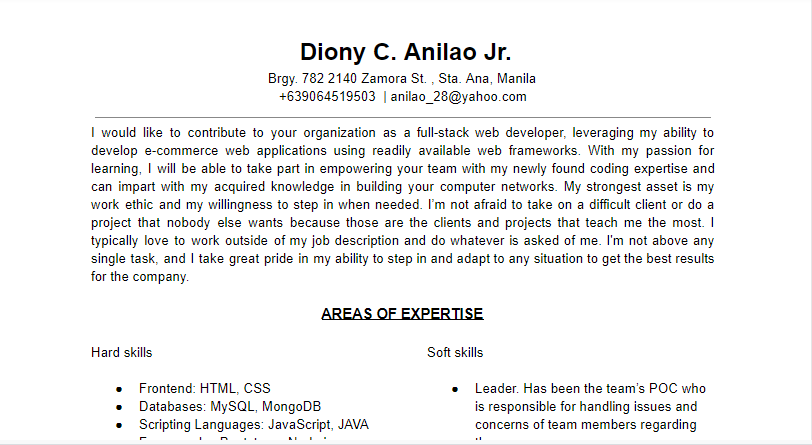 Diony C. Anilao Jr.
Brgy. 782 2140 Zamora St. , Sta. Ana, Manila
+639064519503 | anilao_28@yahoo.com
I would like to contribute to your organization as a full-stack web developer, leveraging my ability to
develop e-commerce web applications using readily available web frameworks. With my passion for
learning, I will be able to take part in empowering your team with my newly found coding expertise and
can impart with my acquired knowledge in building your computer networks. My strongest asset is my
work ethic and my willingness to step in when needed. I'm not afraid to take on a difficult client or do a
project that nobody else wants because those are the clients and projects that teach me the most. I
typically love to work outside of my job description and do whatever is asked of me. I'm not above any
single task, and I take great pride in my ability to step in and adapt to any situation to get the best results
for the company.
AREAS OF EXPERTISE
Hard skills
● Frontend: HTML, CSS
● Databases: MySQL, MongoDB
● Scripting Languages: JavaScript, JAVA
Soft skills
● Leader. Has been the team's POC who
is responsible for handling issues and
concerns of team members regarding